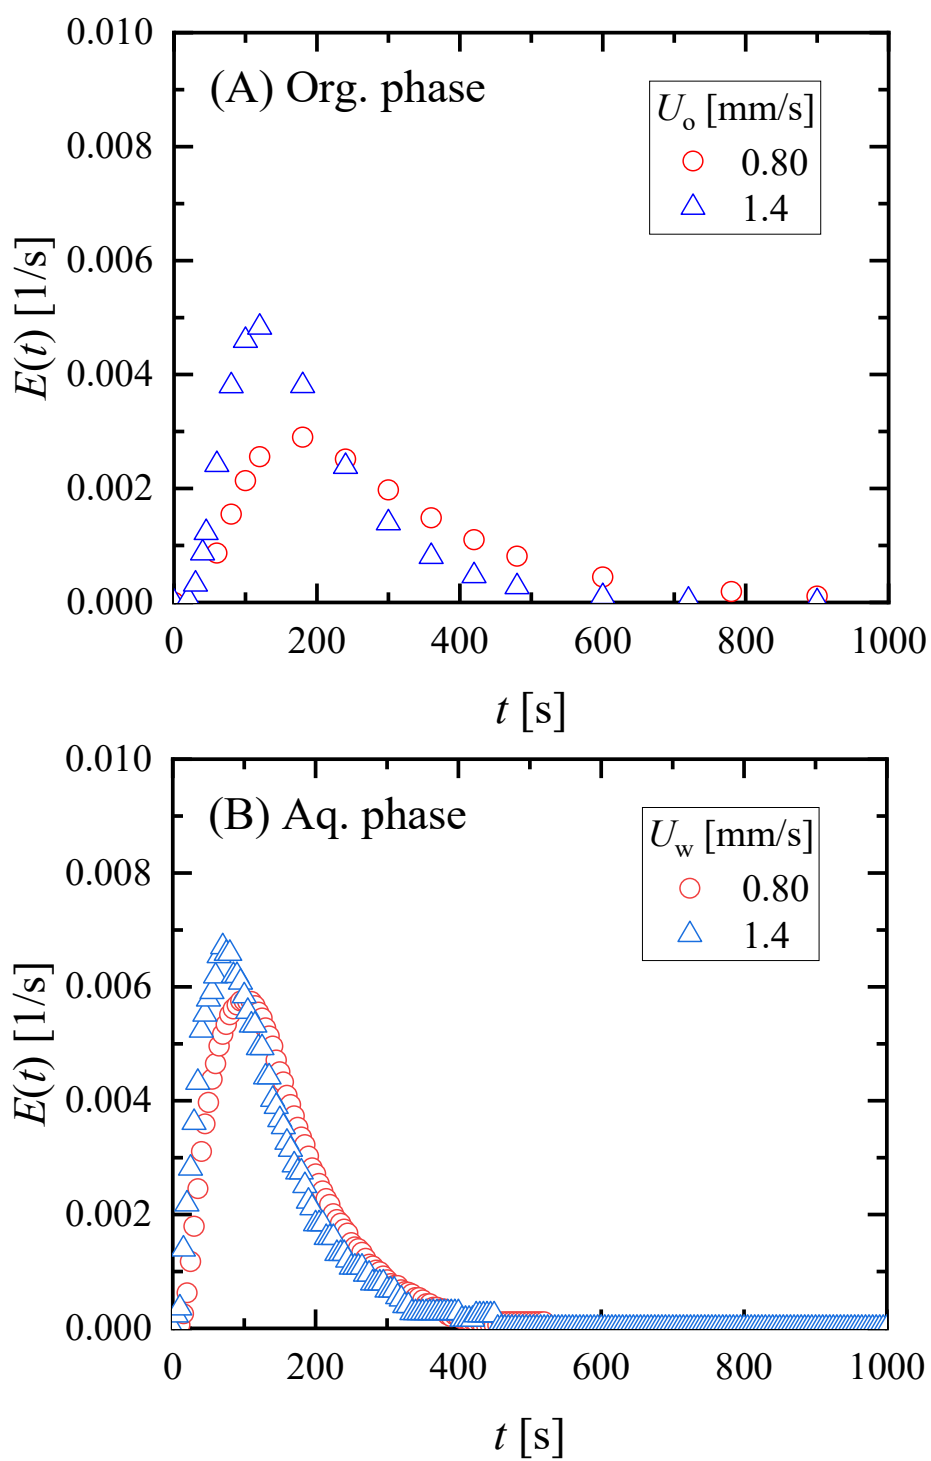 0.010
(A) Org. phase
U_o [mm/s]
0.80
1.4
0.008
0.006
0.004
0.002
0.000
E(t) [1/s]
0 200 400 600 800 1000
t [s]
0.010
(B) Aq. phase
U_w [mm/s]
0.80
1.4
0.008
0.006
0.004
0.002
0.000
E(t) [1/s]
0 200 400 600 800 1000
t [s]